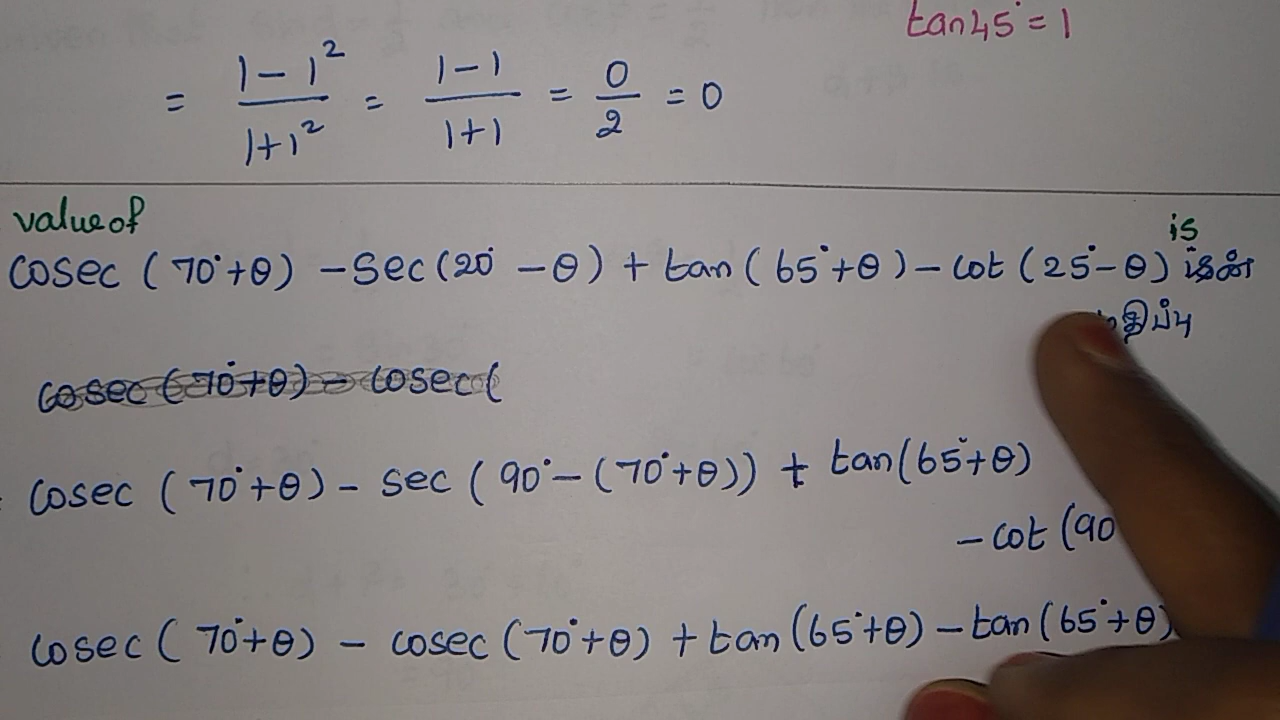 tan45° = 1
= 1-1²/1+1² = 1-1/1+1 = 0/2 = 0
value of is
cosec (70°+θ) - sec(20° - θ) + tan(65°+θ) - cot(25°-θ) இன்
cosec (70°+θ) - cosec(
cosec (70°+θ) - sec (90° - (70°+θ)) + tan(65°+θ)
- cot (90
cosec (70°+θ) - cosec (70°+θ) + tan(65°+θ) - tan(65°+θ)